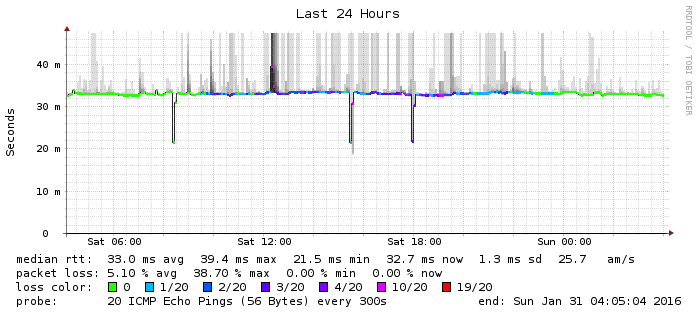 Last 24 Hours
RRDTOOL / TOBI OETIKER
Seconds
40 m
30 m
20 m
10 m
0
Sat 06:00 Sat 12:00 Sat 18:00 Sun 00:00
median rtt: 33.0 ms avg 39.4 ms max 21.5 ms min 32.7 ms now 1.3 ms sd 25.7 am/s
packet loss: 5.10 % avg 38.70 % max 0.00 % min 0.00 % now
loss color: 0 1/20 2/20 3/20 4/20 10/20 19/20
probe: 20 ICMP Echo Pings (56 Bytes) every 300s end: Sun Jan 31 04:05:04 2016